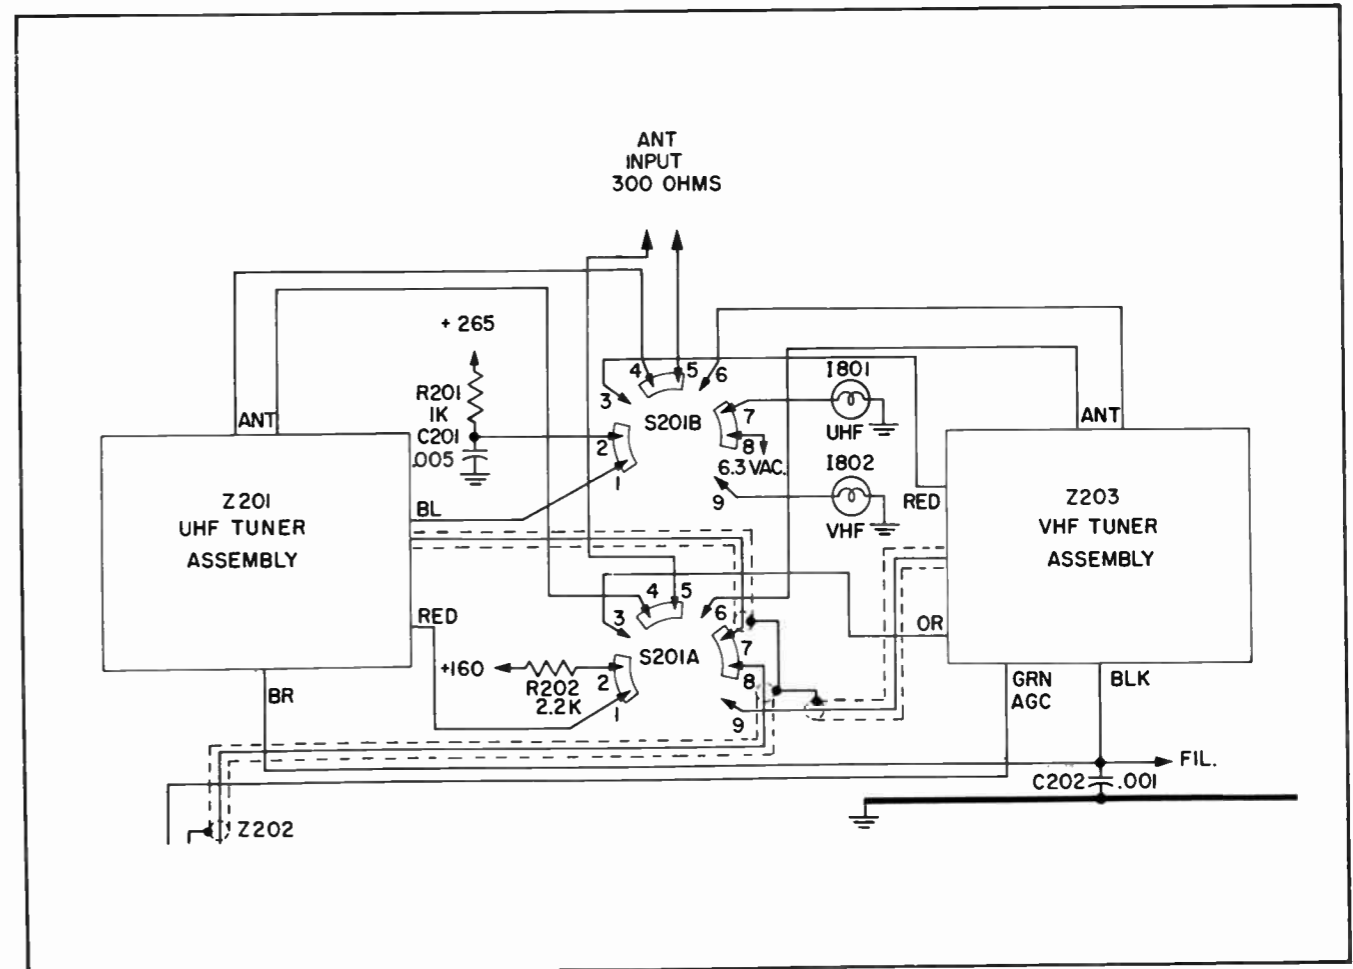 ANT
INPUT
300 OHMS
+ 265
R201
1K
C201
.005
ANT
Z201
UHF TUNER
ASSEMBLY
BL
RED
BR
3
4
5
6
S201B
2
1
7
8
9
6.3 VAC.
I801
UHF
I802
VHF
ANT
RED
Z203
VHF TUNER
ASSEMBLY
OR
GRN
AGC
BLK
3
4
5
6
S201A
2
1
7
8
9
+160
R202
2.2K
FIL.
C202
.001
Z202